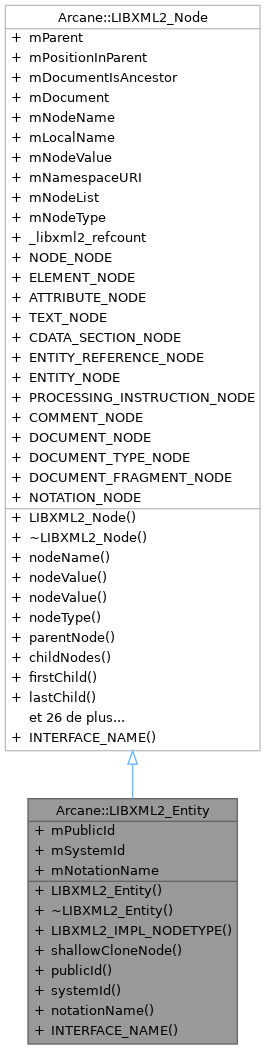 Arcane::LIBXML2_Node
+ mParent
+ mPositionInParent
+ mDocumentIsAncestor
+ mDocument
+ mNodeName
+ mLocalName
+ mNodeValue
+ mNamespaceURI
+ mNodeList
+ mNodeType
+ _libxml2_refcount
+ NODE_NODE
+ ELEMENT_NODE
+ ATTRIBUTE_NODE
+ TEXT_NODE
+ CDATA_SECTION_NODE
+ ENTITY_REFERENCE_NODE
+ ENTITY_NODE
+ PROCESSING_INSTRUCTION_NODE
+ COMMENT_NODE
+ DOCUMENT_NODE
+ DOCUMENT_TYPE_NODE
+ DOCUMENT_FRAGMENT_NODE
+ NOTATION_NODE
+ LIBXML2_Node()
+ ~LIBXML2_Node()
+ nodeName()
+ nodeValue()
+ nodeValue()
+ nodeType()
+ parentNode()
+ childNodes()
+ firstChild()
+ lastChild()
et 26 de plus...
+ INTERFACE_NAME()
Arcane::LIBXML2_Entity
+ mPublicId
+ mSystemId
+ mNotationName
+ LIBXML2_Entity()
+ ~LIBXML2_Entity()
+ LIBXML2_IMPL_NODETYPE()
+ shallowCloneNode()
+ publicId()
+ systemId()
+ notationName()
+ INTERFACE_NAME()